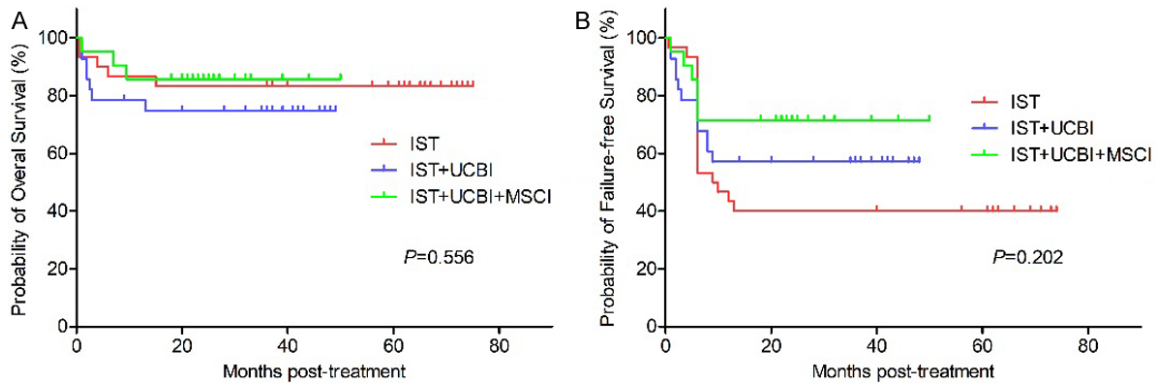 A
Probability of Overal Survival (%)
100
80
60
40
20
0
0
20
40
60
80
Months post-treatment
IST
IST+UCBI
IST+UCBI+MSCI
P=0.556
B
Probability of Failure-free Survival (%)
100
80
60
40
20
0
0
20
40
60
80
Months post-treatment
IST
IST+UCBI
IST+UCBI+MSCI
P=0.202